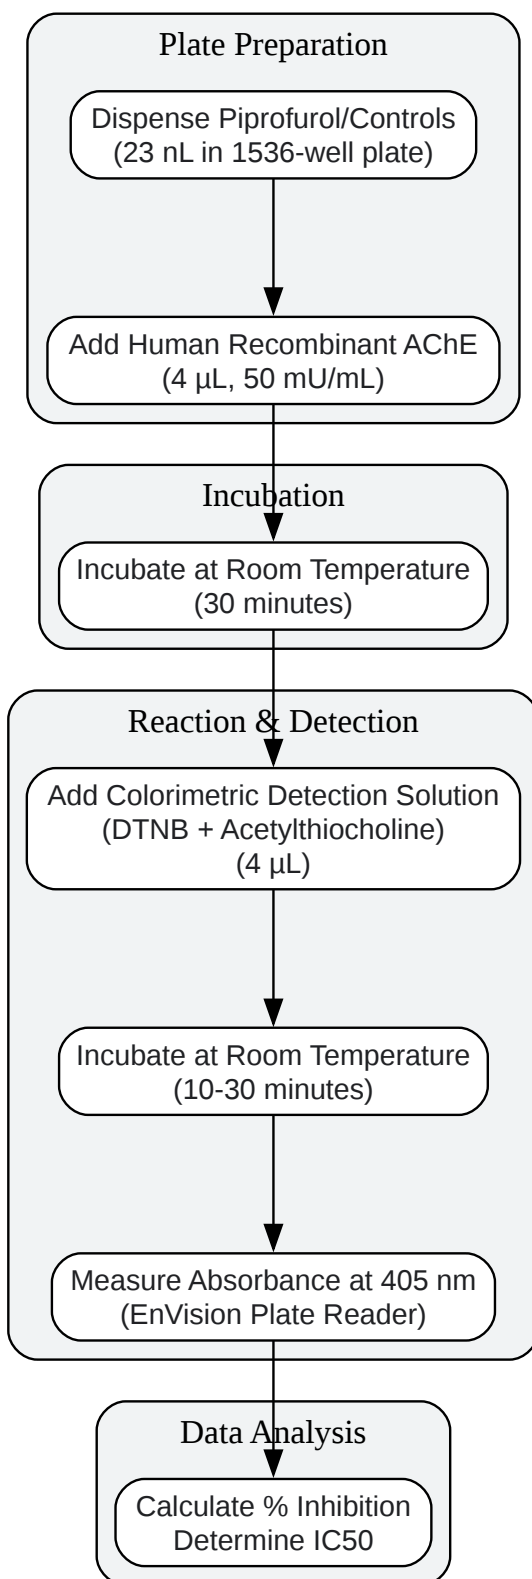 Plate Preparation
Dispense Piprofurol/Controls
(23 nL in 1536-well plate)
Add Human Recombinant AChE
(4 µL, 50 mU/mL)
Incubation
Incubate at Room Temperature
(30 minutes)
Reaction & Detection
Add Colorimetric Detection Solution
(DTNB + Acetylthiocholine)
(4 µL)
Incubate at Room Temperature
(10-30 minutes)
Measure Absorbance at 405 nm
(EnVision Plate Reader)
Data Analysis
Calculate % Inhibition
Determine IC50